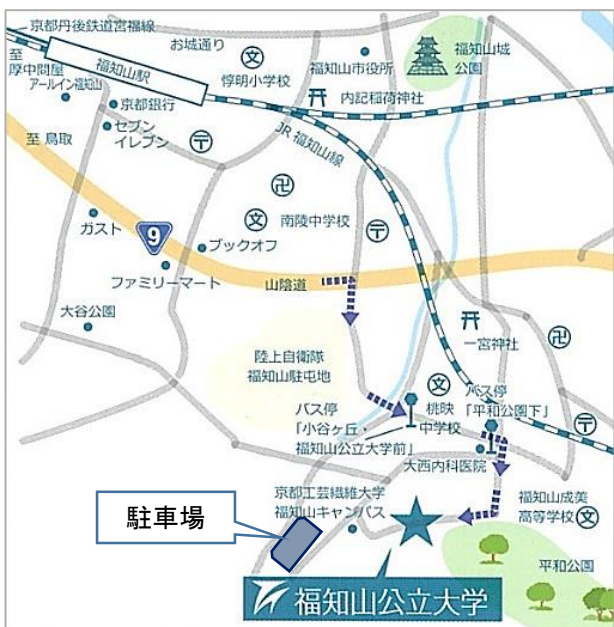 京都丹後鉄道宮福線
至
厚中問屋
お城通り
福知山駅
文
惇明小学校
福知山市役所
福知山城
公園
アールイン福知山
京都銀行
内記稲荷神社
セブン
イレブン
〒
JR 福知山線
至 鳥取
卍
文
南陵中学校
〒
ガスト
9
ブックオフ
ファミリーマート
山陰道
大谷公園
一宮神社
卍
陸上自衛隊
福知山駐屯地
文
桃映
中学校
バス停
「平和公園下」
バス停
「小谷ヶ丘・
福知山公立大学前」
〒
大西内科医院
京都工芸繊維大学
福知山キャンパス
福知山成美
高等学校
文
駐車場
平和公園
福知山公立大学